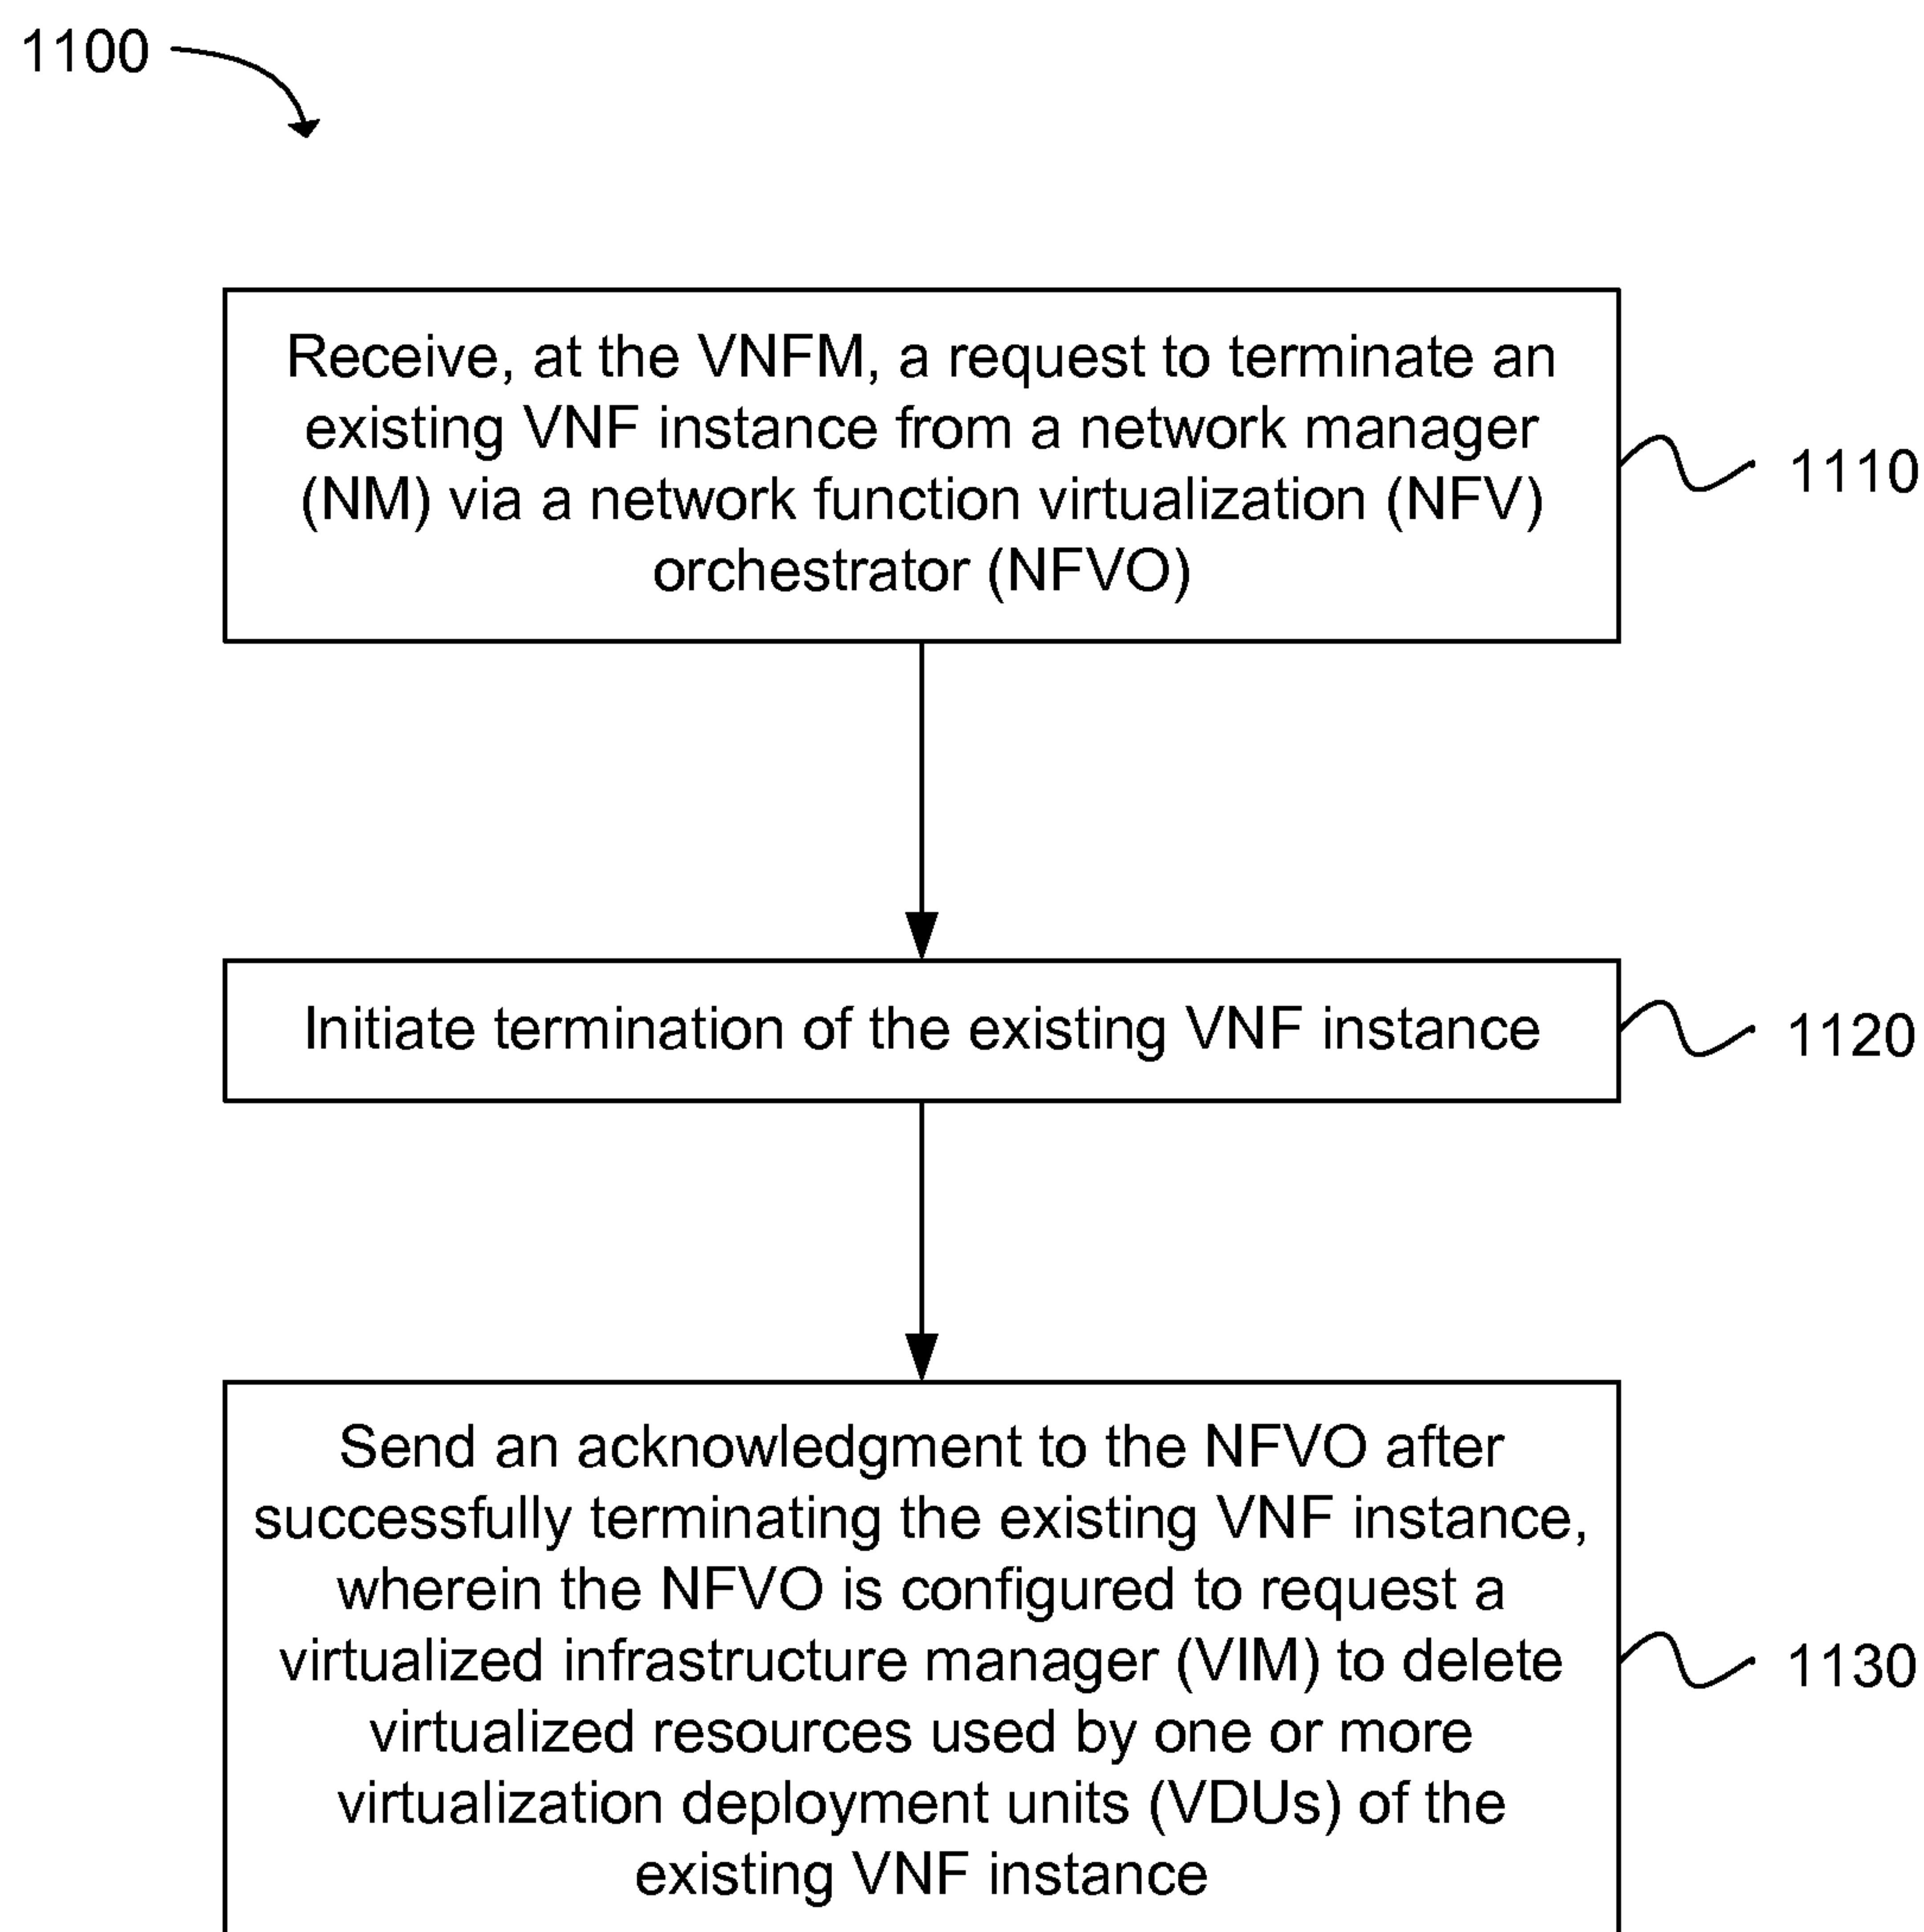 1100
Receive, at the VNFM, a request to terminate an
existing VNF instance from a network manager
(NM) via a network function virtualization (NFV)
orchestrator (NFVO)
1110
Initiate termination of the existing VNF instance
1120
Send an acknowledgment to the NFVO after
successfully terminating the existing VNF instance,
wherein the NFVO is configured to request a
virtualized infrastructure manager (VIM) to delete
virtualized resources used by one or more
virtualization deployment units (VDUs) of the
existing VNF instance
1130